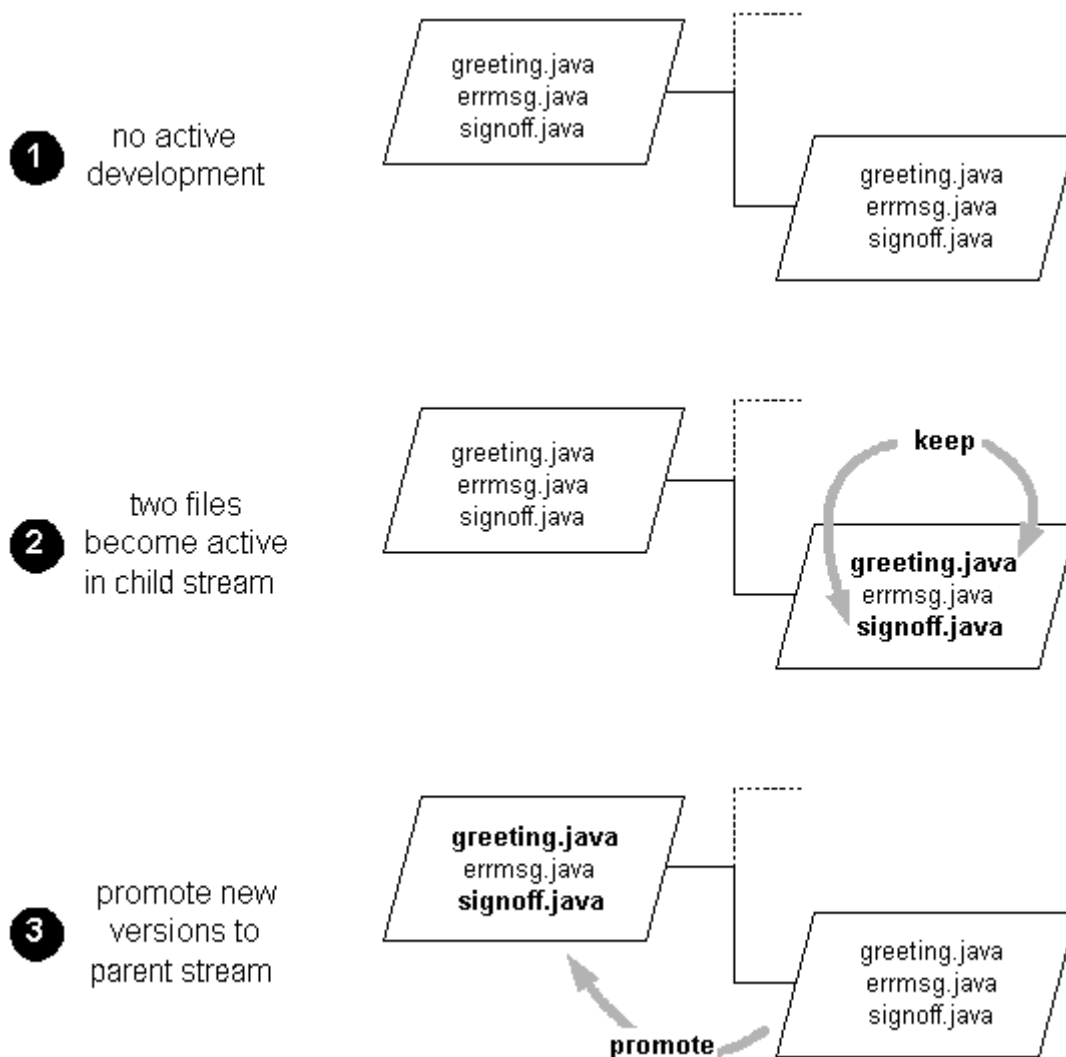 1
no active
development
greeting.java
errmsg.java
signoff.java
greeting.java
errmsg.java
signoff.java
2
two files
become active
in child stream
greeting.java
errmsg.java
signoff.java
keep
greeting.java
errmsg.java
signoff.java
3
promote new
versions to
parent stream
greeting.java
errmsg.java
signoff.java
greeting.java
errmsg.java
signoff.java
promote